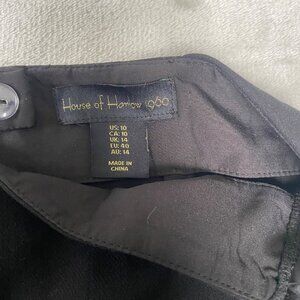 House of Harlow 1960
US: 10
CA: 10
UK: 14
EU: 40
AU: 14
MADE IN
CHINA